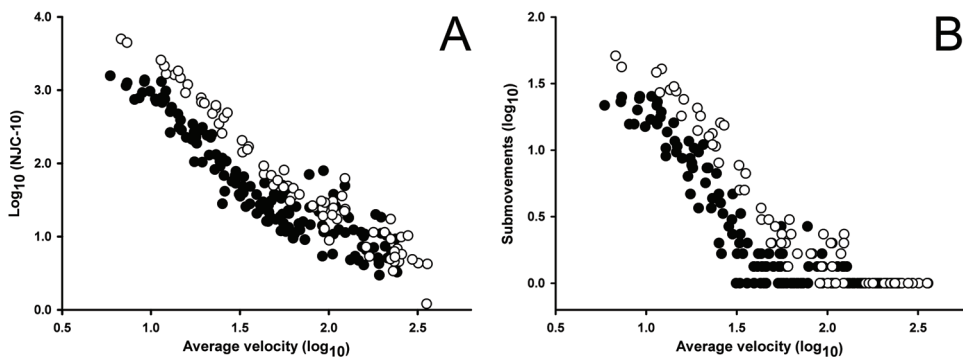 A
4.0
3.0
2.0
1.0
0.0
Log10 (NJC-10)
0.5 1.0 1.5 2.0 2.5
Average velocity (log10)
B
2.0
1.5
1.0
0.5
0.0
Submovements (log10)
0.5 1.0 1.5 2.0 2.5
Average velocity (log10)